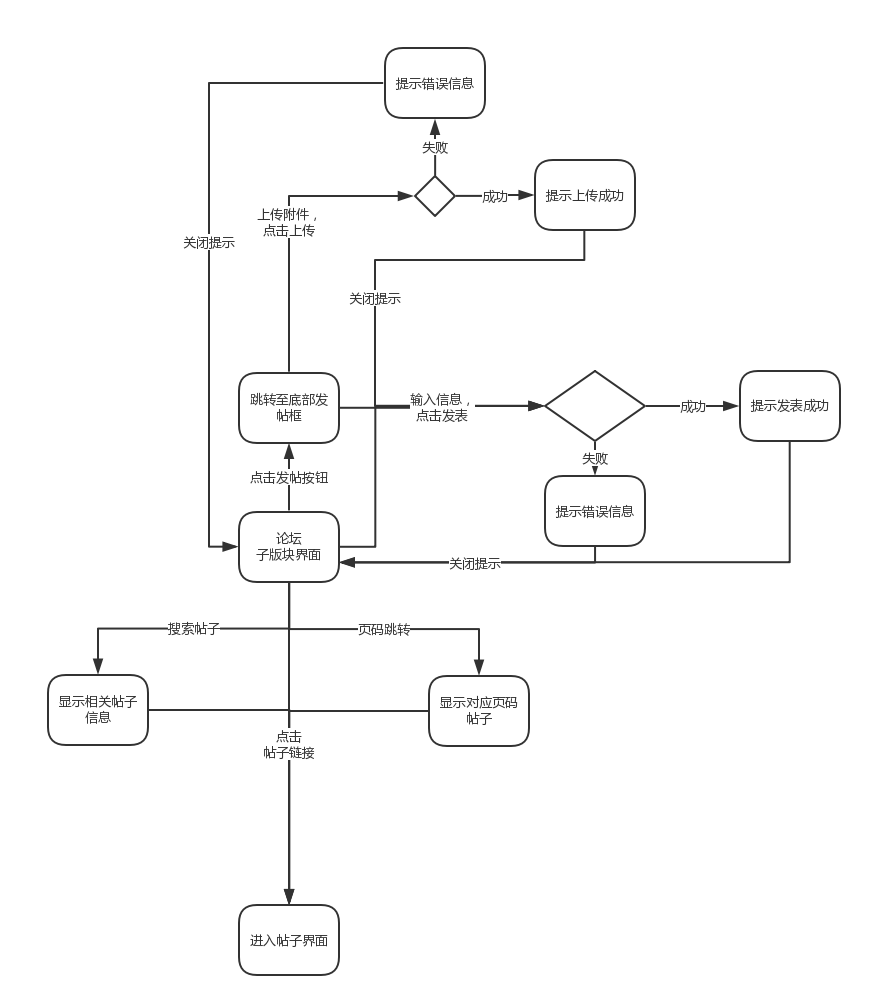 提示错误信息
失败
成功
提示上传成功
上传附件，
点击上传
关闭提示
关闭提示
跳转至底部发
帖框
输入信息，
点击发表
成功
提示发表成功
失败
点击发帖按钮
提示错误信息
论坛
子版块界面
关闭提示
搜索帖子
页码跳转
显示相关帖子
信息
显示对应页码
帖子
点击
帖子链接
进入帖子界面